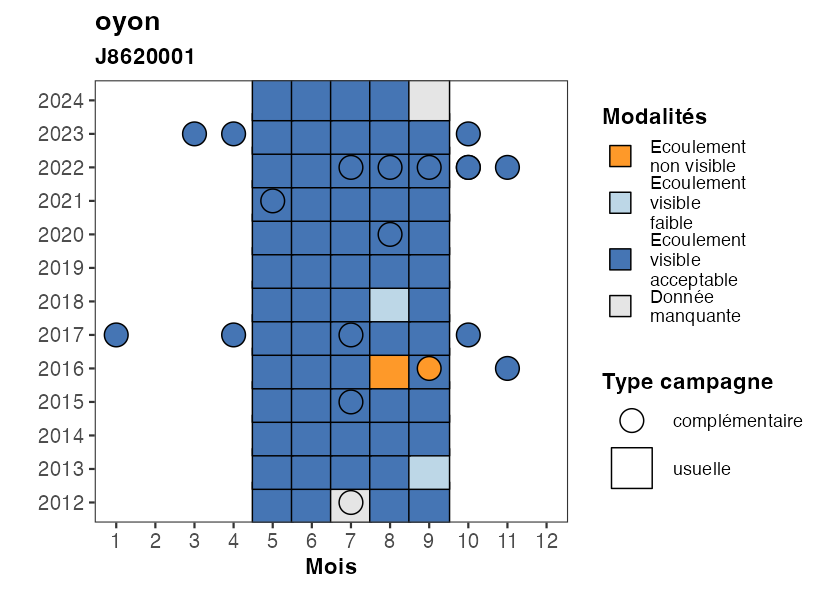 oyon
J8620001
2024
2023
2022
2021
2020
2019
2018
2017
2016
2015
2014
2013
2012
1 2 3 4 5 6 7 8 9 10 11 12
Mois
Modalités
Ecoulement
non visible
Ecoulement
visible
faible
Ecoulement
visible
acceptable
Donnée
manquante
Type campagne
complémentaire
usuelle